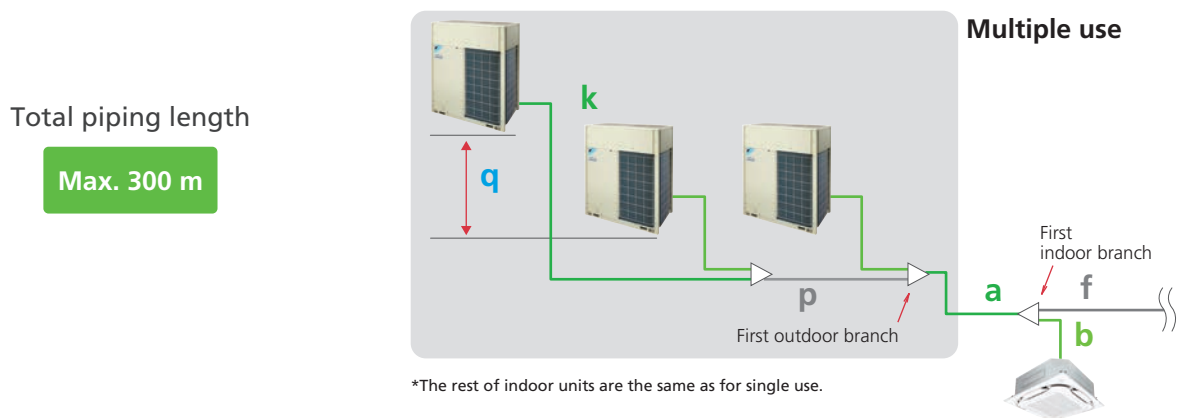 Multiple use
Total piping length
Max. 300 m
k
q
p
First outdoor branch
a
First
indoor branch
f
b
*The rest of indoor units are the same as for single use.